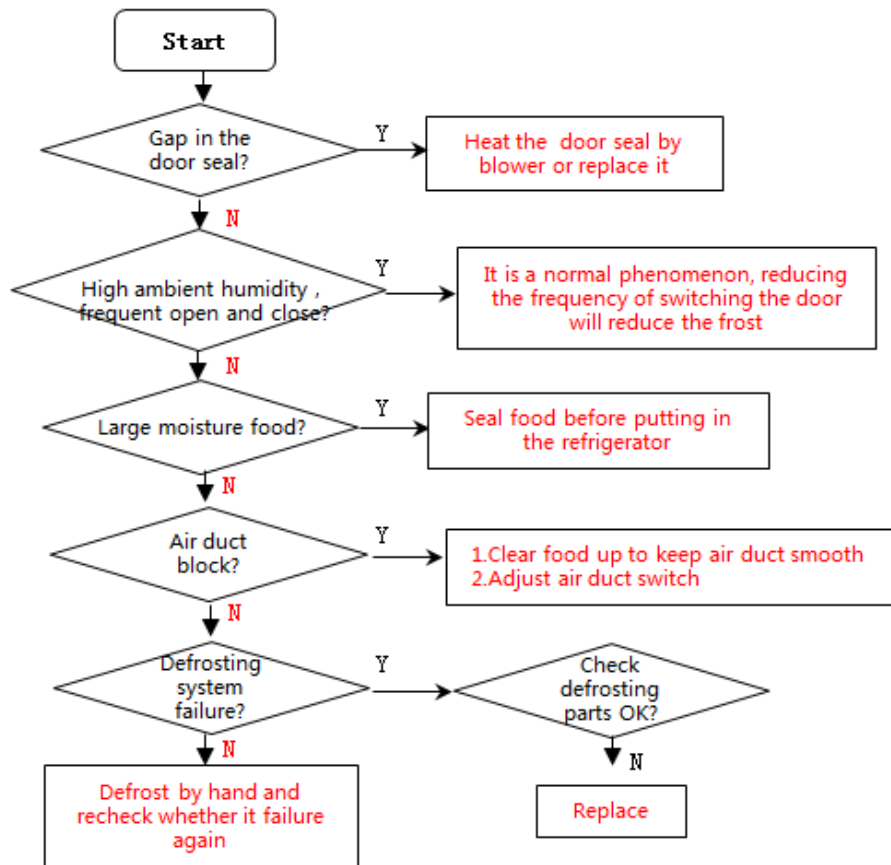 Start
Gap in the
door seal?
Y
Heat the door seal by
blower or replace it
N
High ambient humidity ,
frequent open and close?
Y
It is a normal phenomenon, reducing
the frequency of switching the door
will reduce the frost
N
Large moisture food?
Y
Seal food before putting in
the refrigerator
N
Air duct
block?
Y
1.Clear food up to keep air duct smooth
2.Adjust air duct switch
N
Defrosting
system
failure?
Y
Check
defrosting
parts OK?
N
N
Defrost by hand and
recheck whether it failure
again
Replace